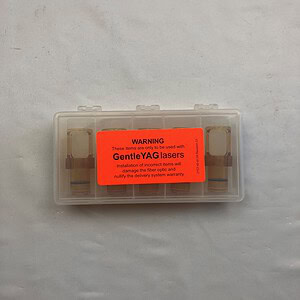 WARNING
These items are only to be used with
GentleYAG lasers
Installation of incorrect items will
damage the fiber optic and
nullify the delivery system warranty.